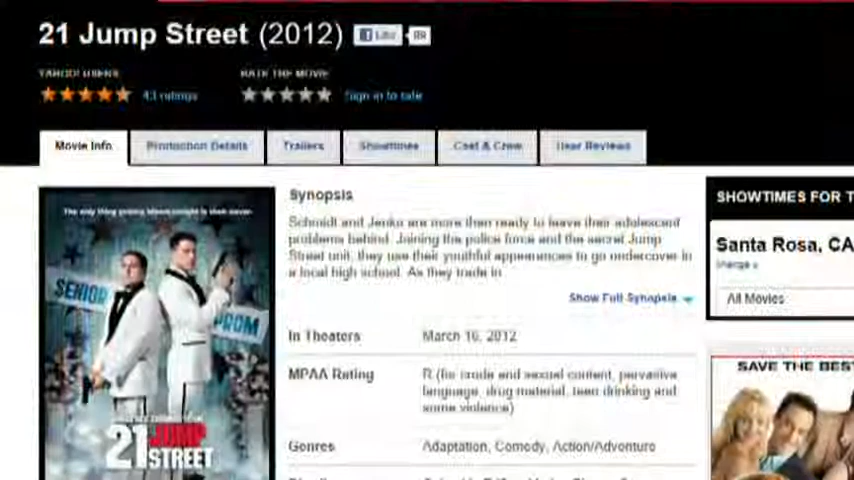 21 Jump Street (2012)
Like
YAHOO! USERS
RATE THE MOVIE
43 ratings
Sign in to rate
Movie Info
Production Details
Trailers
Showtimes
Cast & Crew
User Reviews
Synopsis
Schmidt and Jenko are more than ready to leave their adolescent
problems behind. Joining the police force and the secret Jump
Street unit, they use their youthful appearances to go undercover in
a local high school. As they trade in
Show Full Synopsis
In Theaters
March 16, 2012
MPAA Rating
R (for crude and sexual content, pervasive
language, drug material, teen drinking and
some violence)
Genres
Adaptation, Comedy, Action/Adventure
SENIOR
PROM
21 JUMP
STREET
SHOWTIMES FOR T
Santa Rosa, CA
change
All Movies
SAVE THE BEST